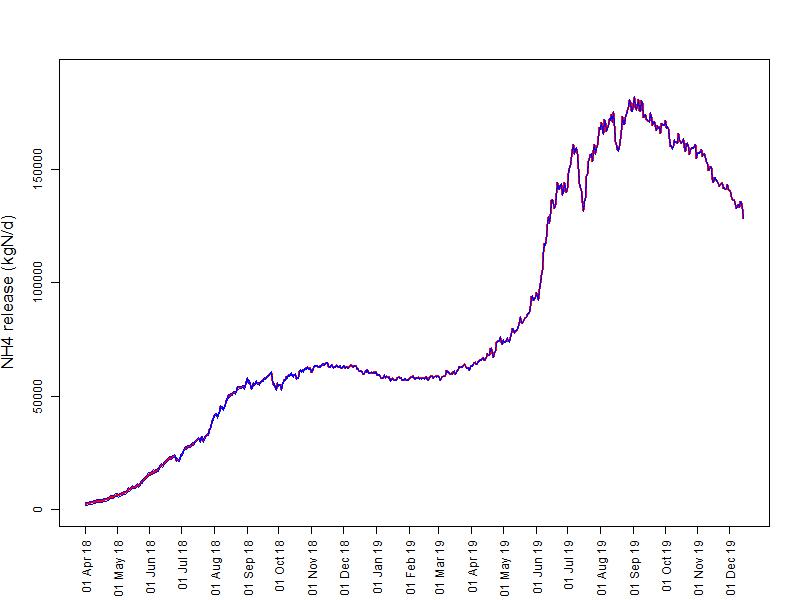 NH4 release (kgN/d)
150000
100000
50000
0
01 Apr 18
01 May 18
01 Jun 18
01 Jul 18
01 Aug 18
01 Sep 18
01 Oct 18
01 Nov 18
01 Dec 18
01 Jan 19
01 Feb 19
01 Mar 19
01 Apr 19
01 May 19
01 Jun 19
01 Jul 19
01 Aug 19
01 Sep 19
01 Oct 19
01 Nov 19
01 Dec 19